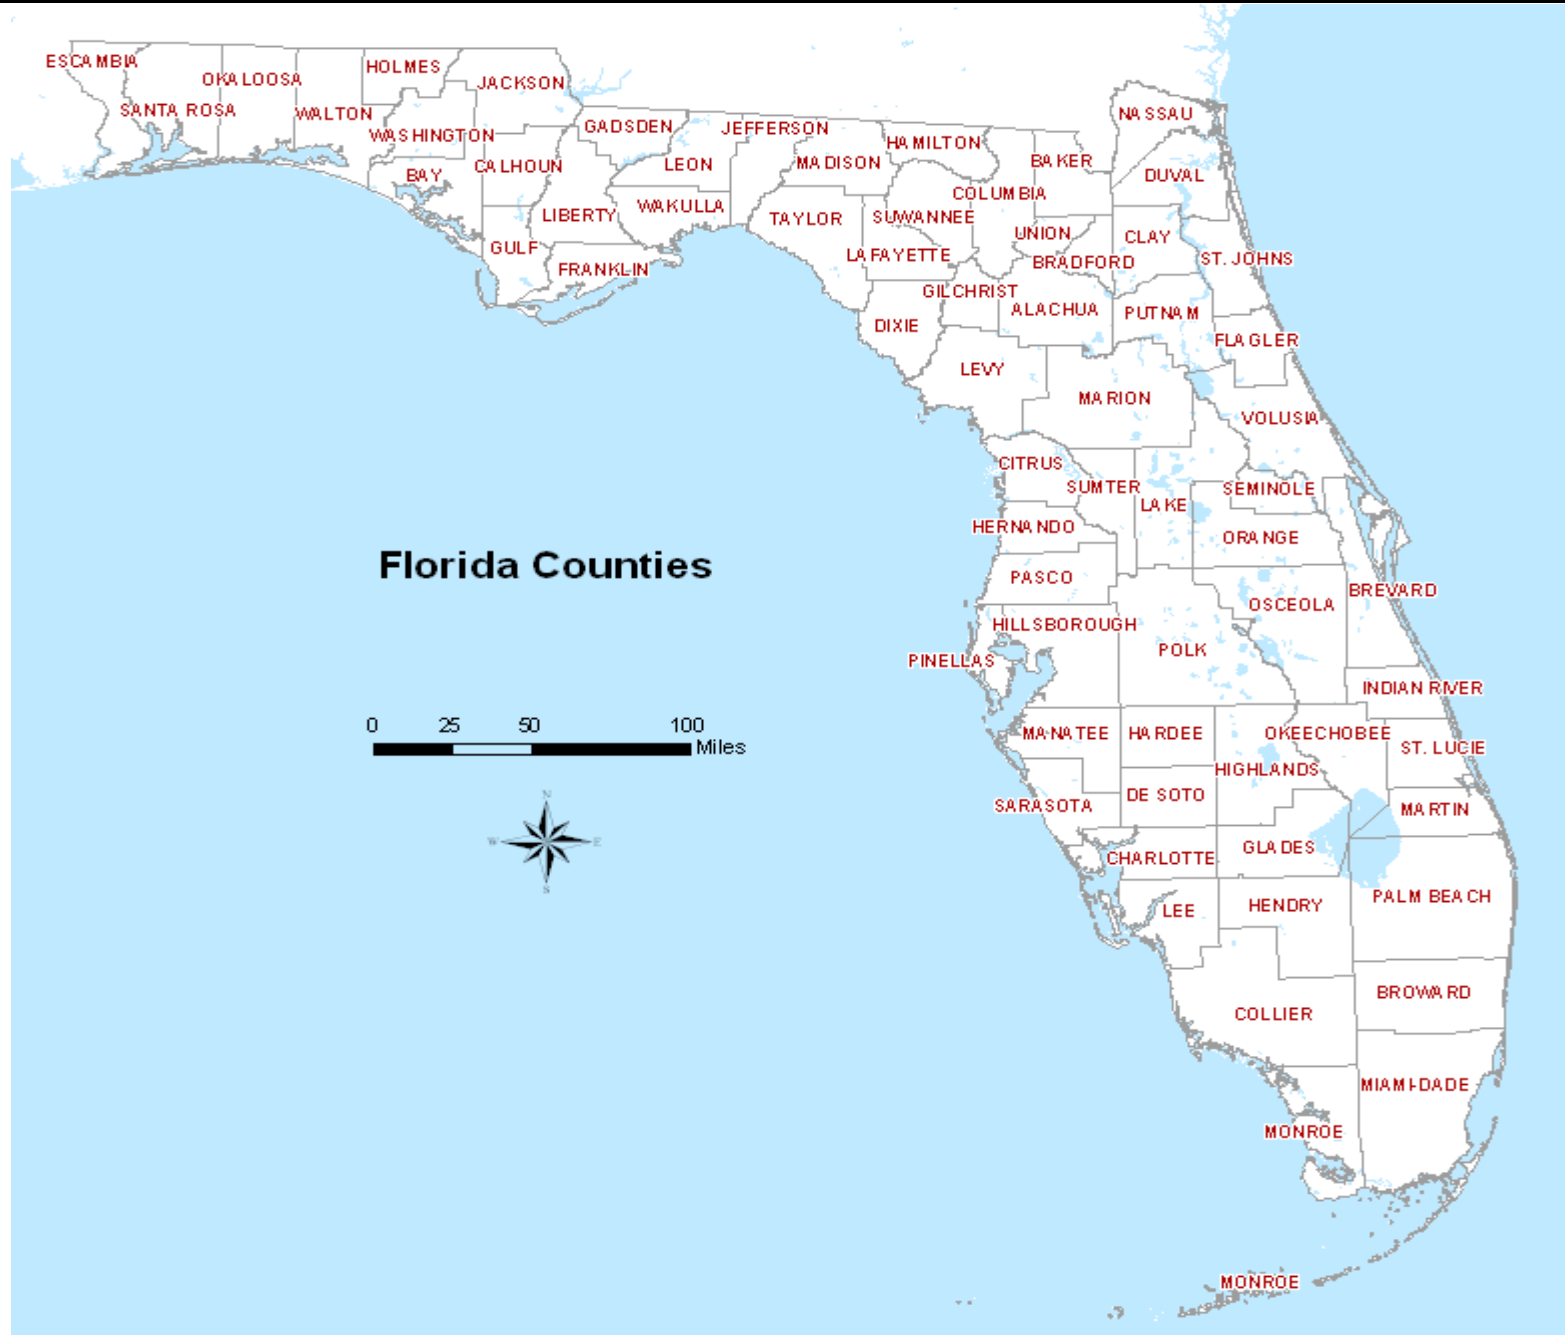 ESCAMBIA
SANTA ROSA
OKALOOSA
WALTON
HOLMES
JACKSON
WASHINGTON
BAY
CALHOUN
GULF
GADSDEN
LIBERTY
FRANKLIN
LEON
WAKULLA
JEFFERSON
MADISON
TAYLOR
HAMILTON
SUWANNEE
LAFAYETTE
COLUMBIA
BAKER
NASSAU
DUVAL
UNION
BRADFORD
CLAY
ST. JOHNS
GILCHRIST
DIXIE
ALACHUA
PUTNAM
FLAGLER
LEVY
MARION
VOLUSIA
CITRUS
SUMTER
LAKE
SEMINOLE
HERNANDO
ORANGE
PASCO
OSCEOLA
BREVARD
HILLSBOROUGH
PINELLAS
POLK
INDIAN RIVER
MANATEE
HARDEE
OKEECHOBEE
ST. LUCIE
HIGHLANDS
SARASOTA
DE SOTO
MARTIN
CHARLOTTE
GLADES
LEE
HENDRY
PALM BEACH
COLLIER
BROWARD
MIAMI-DADE
MONROE
MONROE
Florida Counties
0 25 50 100
Miles
N
W E
S